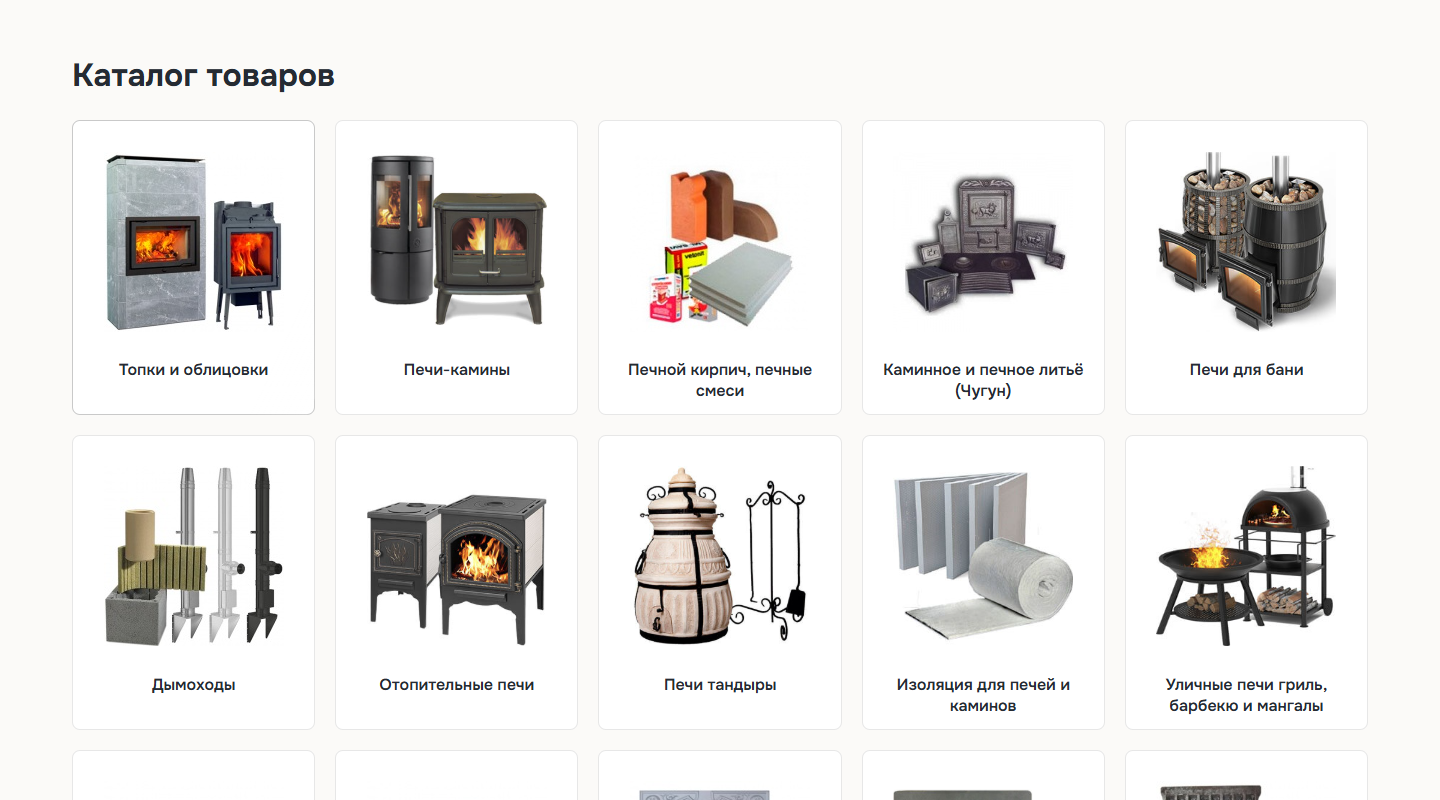 Каталог товаров
Топки и облицовки
Печи-камины
Печной кирпич, печные
смеси
Каминное и печное литьё
(Чугун)
Печи для бани
Дымоходы
Отопительные печи
Печи тандыры
Изоляция для печей и
каминов
Уличные печи гриль,
барбекю и мангалы